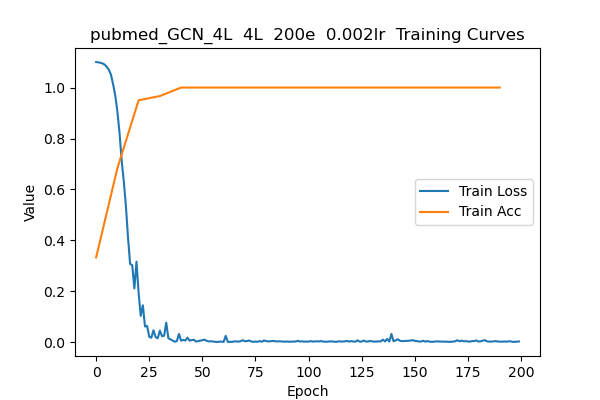 pubmed_GCN_4L  4L  200e  0.002lr  Training Curves
1.0
0.8
0.6
0.4
0.2
0.0
Value
Train Loss
Train Acc
0 25 50 75 100 125 150 175 200
Epoch